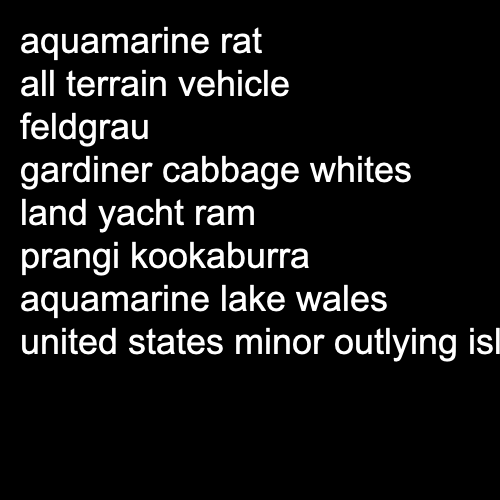 aquamarine rat
all terrain vehicle
feldgrau
gardiner cabbage whites
land yacht ram
prangi kookaburra
aquamarine lake wales
united states minor outlying